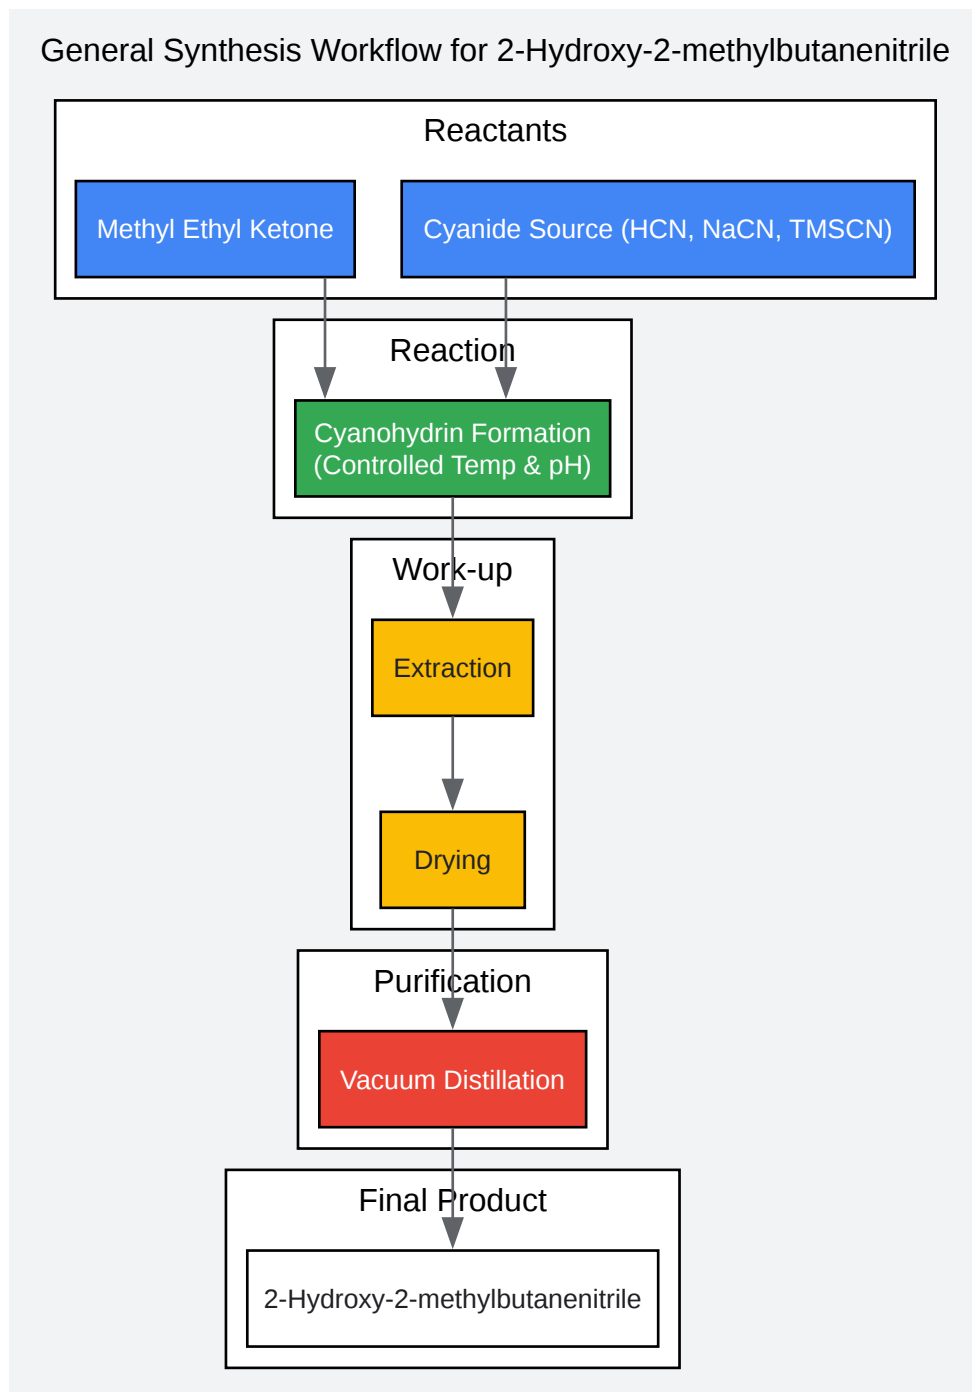 General Synthesis Workflow for 2-Hydroxy-2-methylbutanenitrile
Reactants
Methyl Ethyl Ketone
Cyanide Source (HCN, NaCN, TMSCN)
Reaction
Cyanohydrin Formation
(Controlled Temp & pH)
Work-up
Extraction
Drying
Purification
Vacuum Distillation
Final Product
2-Hydroxy-2-methylbutanenitrile